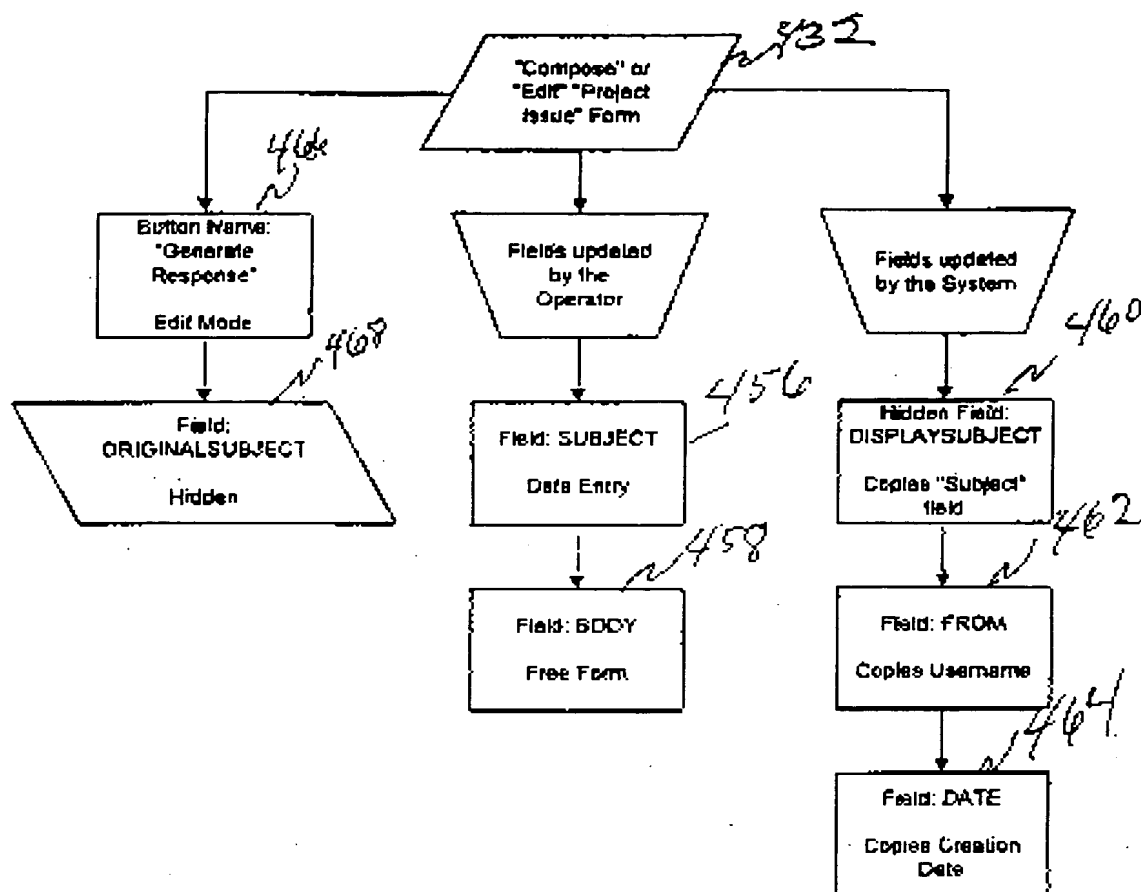 432
"Compose" or
"Edit" "Project
Issue" Form
466
Button Name:
"Generate
Response"
Edit Mode
Fields updated
by the
Operator
Fields updated
by the System
468
Field:
ORIGINALSUBJECT
Hidden
456
Field: SUBJECT
Data Entry
460
Hidden Field:
DISPLAYSUBJECT
Copies "Subject"
field
458
Field: BODY
Free Form
462
Field: FROM
Copies Username
464
Field: DATE
Copies Creation
Date